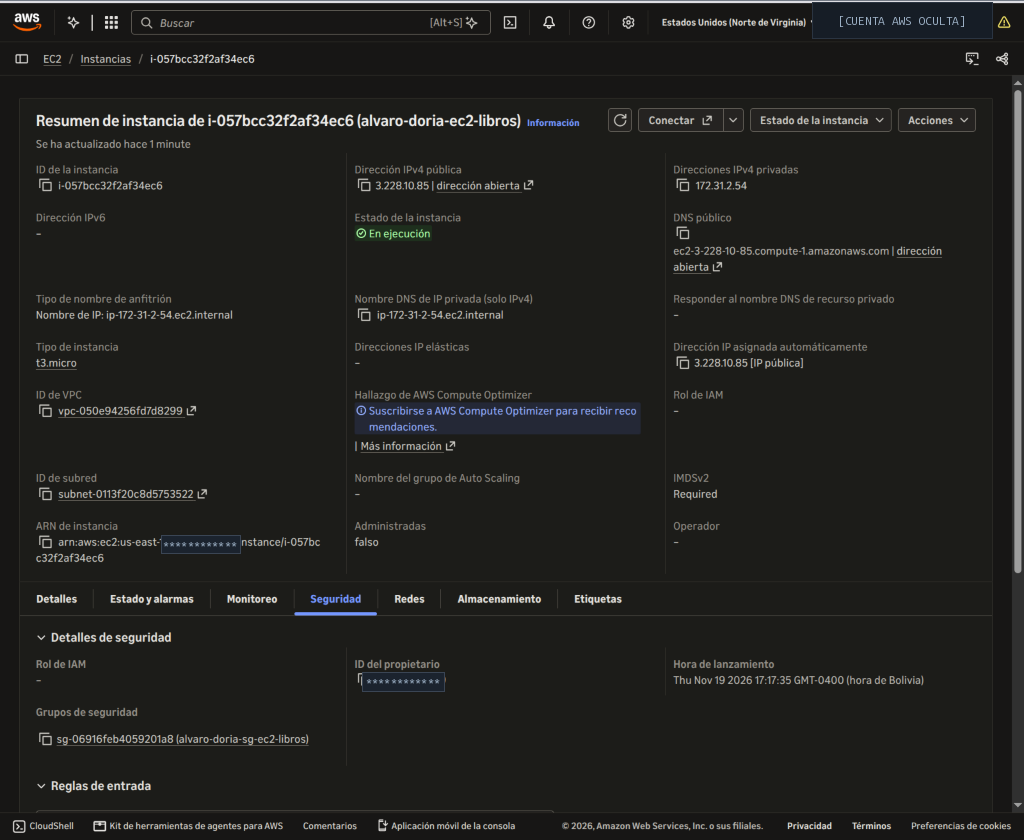 aws
Buscar
[Alt+S]
Estados Unidos (Norte de Virginia)
[CUENTA AWS OCULTA]
EC2 / Instancias / i-057bcc32f2af34ec6
Resumen de instancia de i-057bcc32f2af34ec6 (alvaro-doria-ec2-libros) Información
Conectar
Estado de la instancia
Acciones
Se ha actualizado hace 1 minute
ID de la instancia
i-057bcc32f2af34ec6
Dirección IPv4 pública
3.228.10.85 | dirección abierta
Direcciones IPv4 privadas
172.31.2.54
Dirección IPv6
–
Estado de la instancia
En ejecución
DNS público
ec2-3-228-10-85.compute-1.amazonaws.com | dirección
abierta
Tipo de nombre de anfitrión
Nombre de IP: ip-172-31-2-54.ec2.internal
Nombre DNS de IP privada (solo IPv4)
ip-172-31-2-54.ec2.internal
Responder al nombre DNS de recurso privado
–
Tipo de instancia
t3.micro
Direcciones IP elásticas
–
Dirección IP asignada automáticamente
3.228.10.85 [IP pública]
ID de VPC
vpc-050e94256fd7d8299
Hallazgo de AWS Compute Optimizer
Suscribirse a AWS Compute Optimizer para recibir reco
mendaciones.
| Más información
Rol de IAM
–
ID de subred
subnet-0113f20c8d5753522
Nombre del grupo de Auto Scaling
–
IMDSv2
Required
ARN de instancia
arn:aws:ec2:us-east-************nstance/i-057bc
c32f2af34ec6
Administradas
falso
Operador
–
Detalles
Estado y alarmas
Monitoreo
Seguridad
Redes
Almacenamiento
Etiquetas
Detalles de seguridad
Rol de IAM
–
ID del propietario
************
Hora de lanzamiento
Thu Nov 19 2026 17:17:35 GMT-0400 (hora de Bolivia)
Grupos de seguridad
sg-06916feb4059201a8 (alvaro-doria-sg-ec2-libros)
Reglas de entrada
CloudShell
Kit de herramientas de agentes para AWS
Comentarios
Aplicación móvil de la consola
© 2026, Amazon Web Services, Inc. o sus filiales.
Privacidad
Términos
Preferencias de cookies